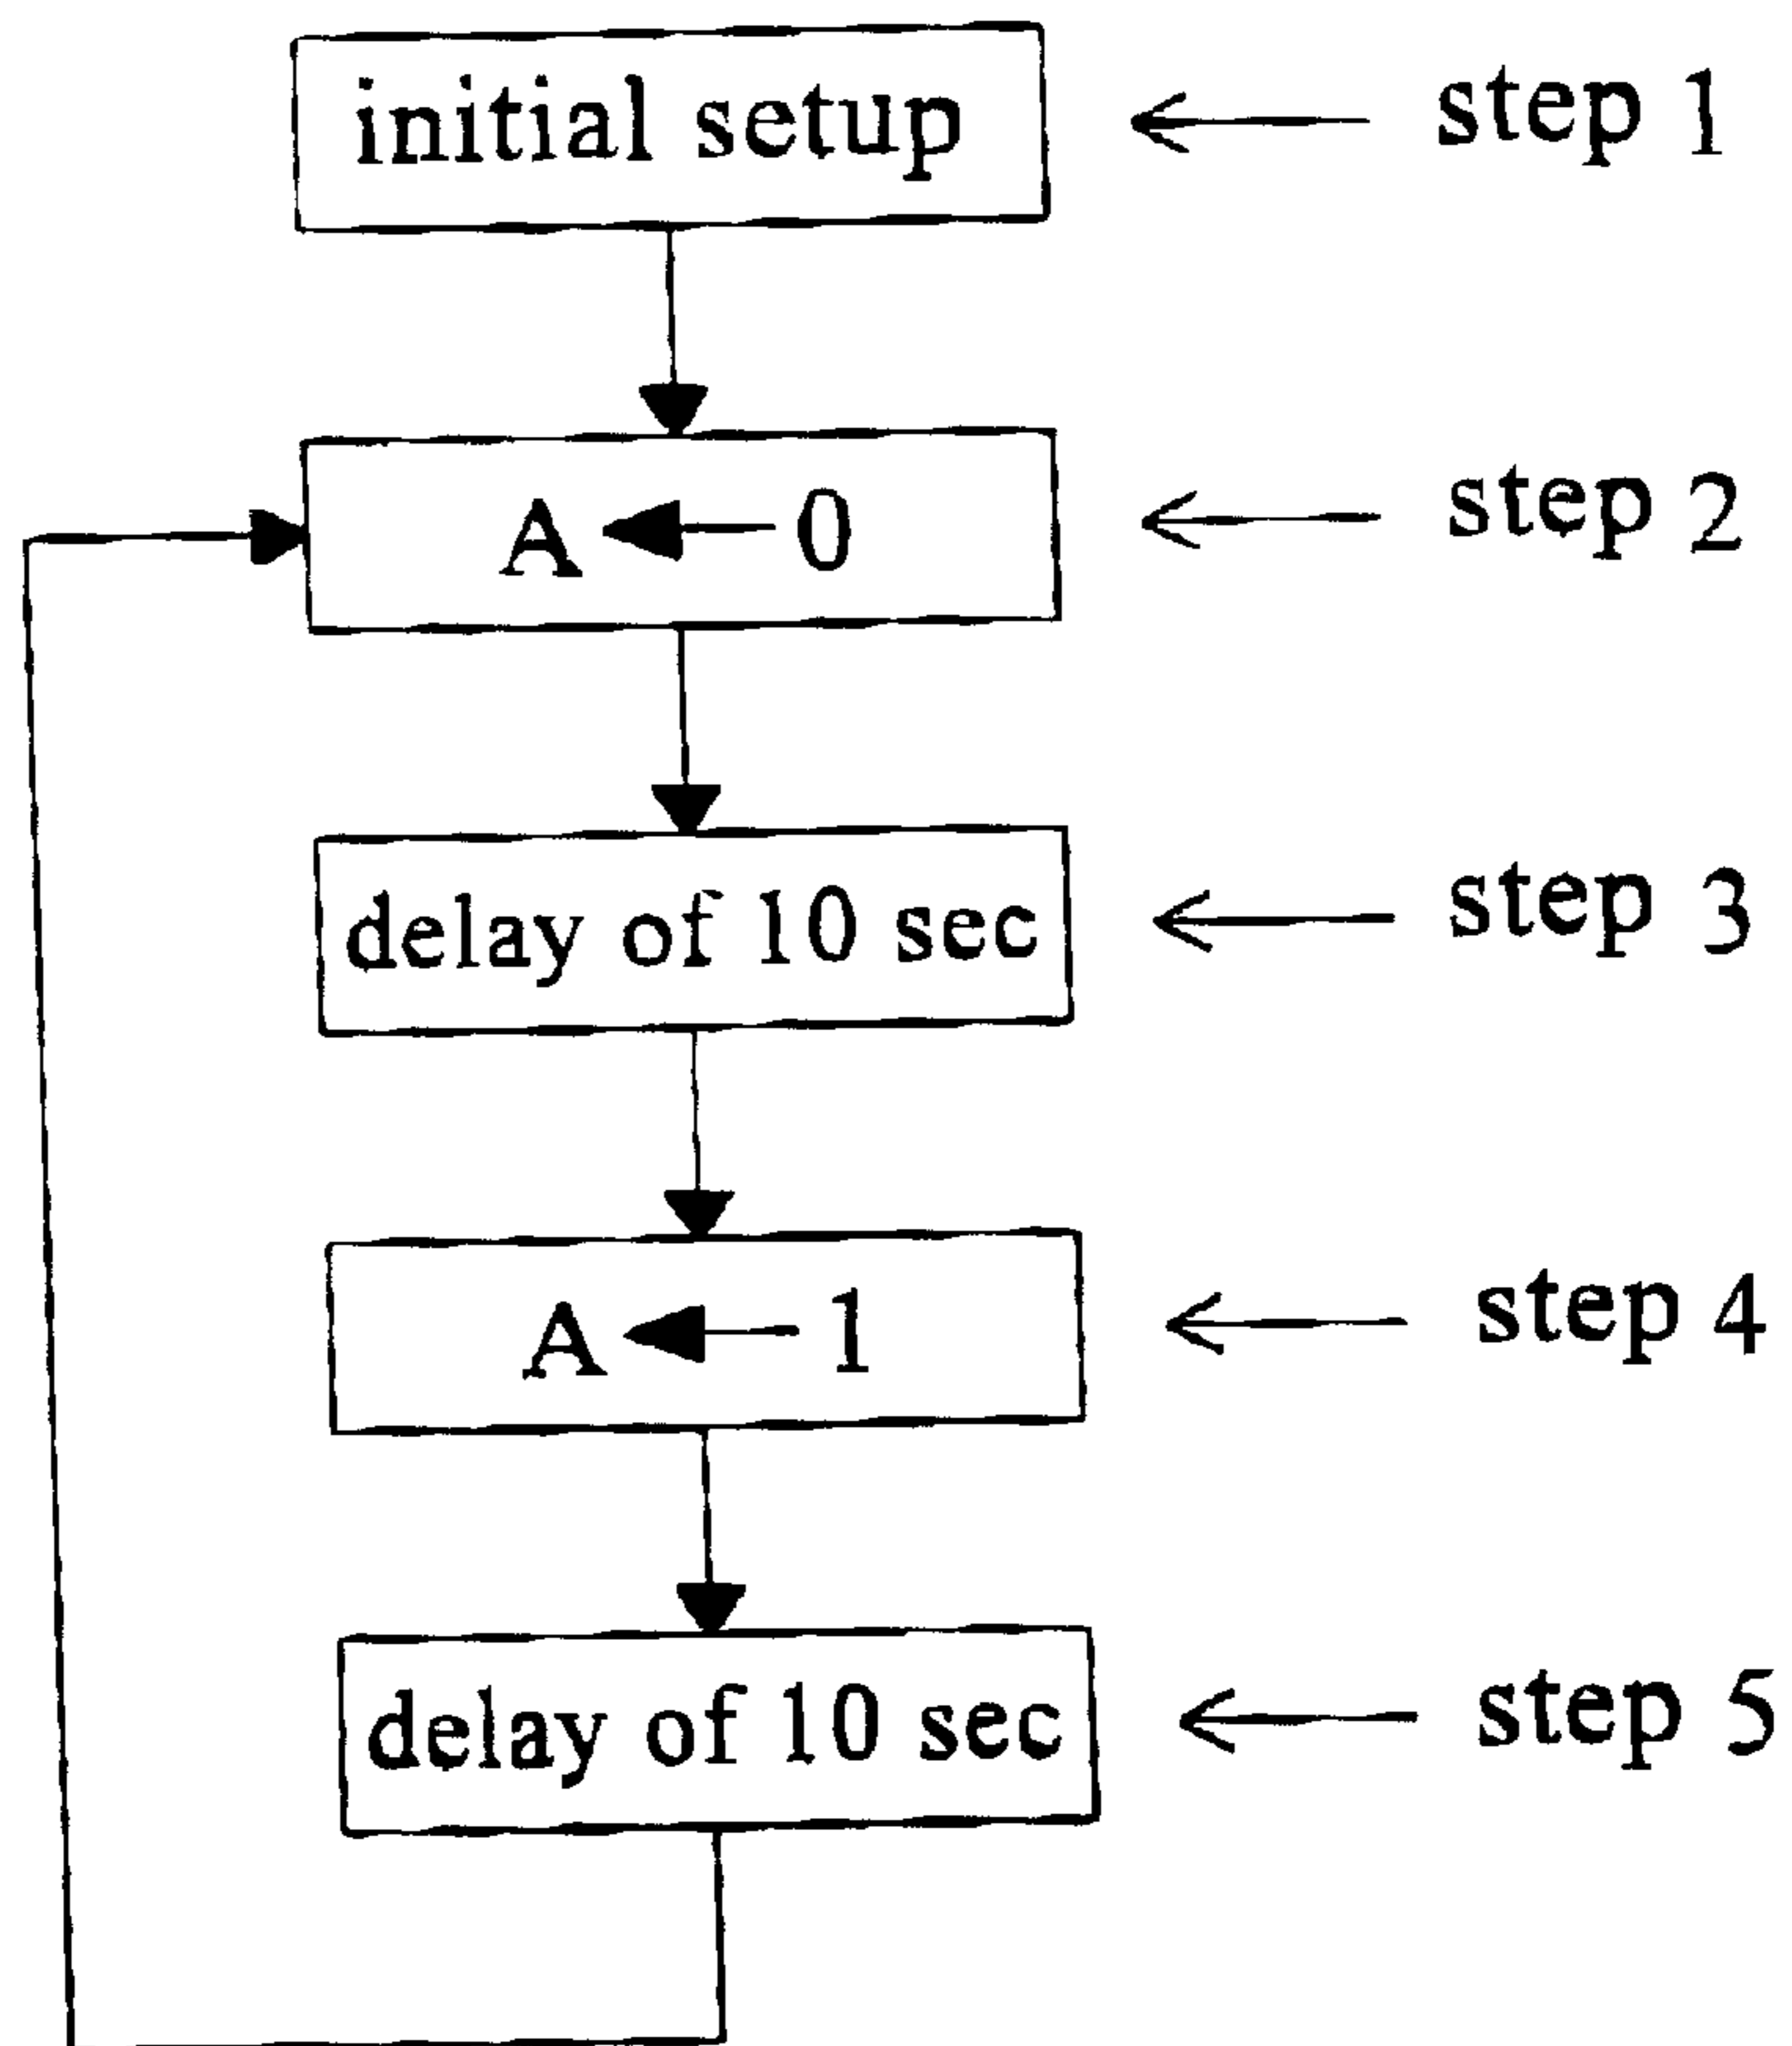 initial setup step 1
A ← 0 step 2
delay of 10 sec step 3
A ← 1 step 4
delay of 10 sec step 5